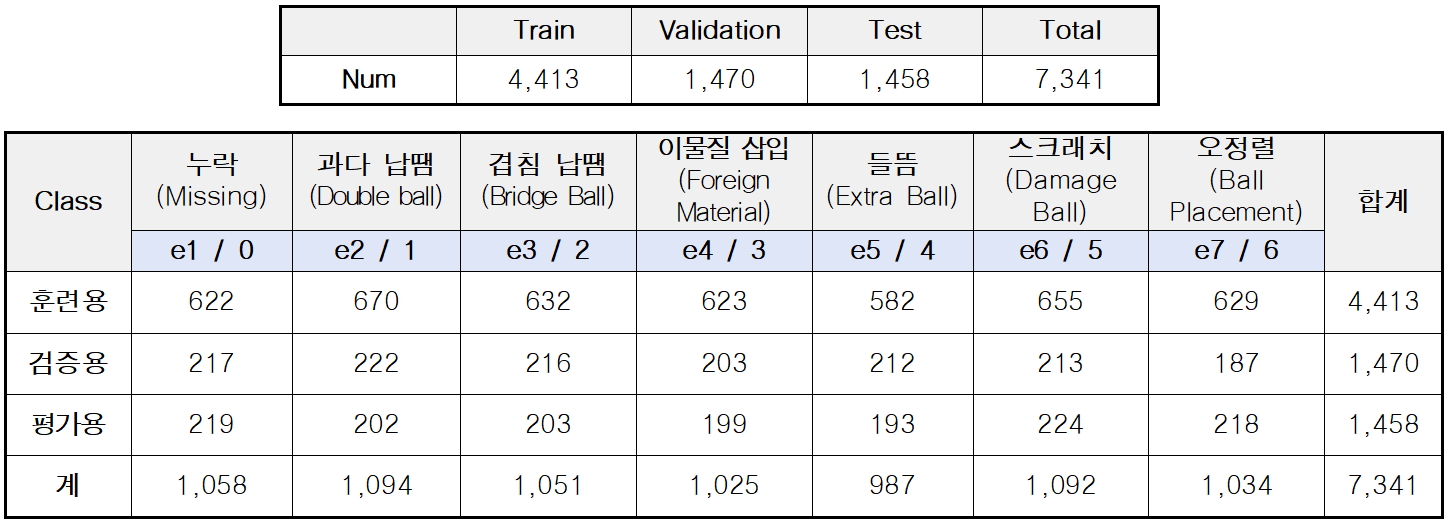 Train Validation Test Total
Num 4,413 1,470 1,458 7,341
Class 누락 (Missing) 과다 납땜 (Double ball) 겹침 납땜 (Bridge Ball) 이물질 삽입 (Foreign Material) 들뜸 (Extra Ball) 스크래치 (Damage Ball) 오정렬 (Ball Placement) 합계
e1 / 0 e2 / 1 e3 / 2 e4 / 3 e5 / 4 e6 / 5 e7 / 6
훈련용 622 670 632 623 582 655 629 4,413
검증용 217 222 216 203 212 213 187 1,470
평가용 219 202 203 199 193 224 218 1,458
계 1,058 1,094 1,051 1,025 987 1,092 1,034 7,341